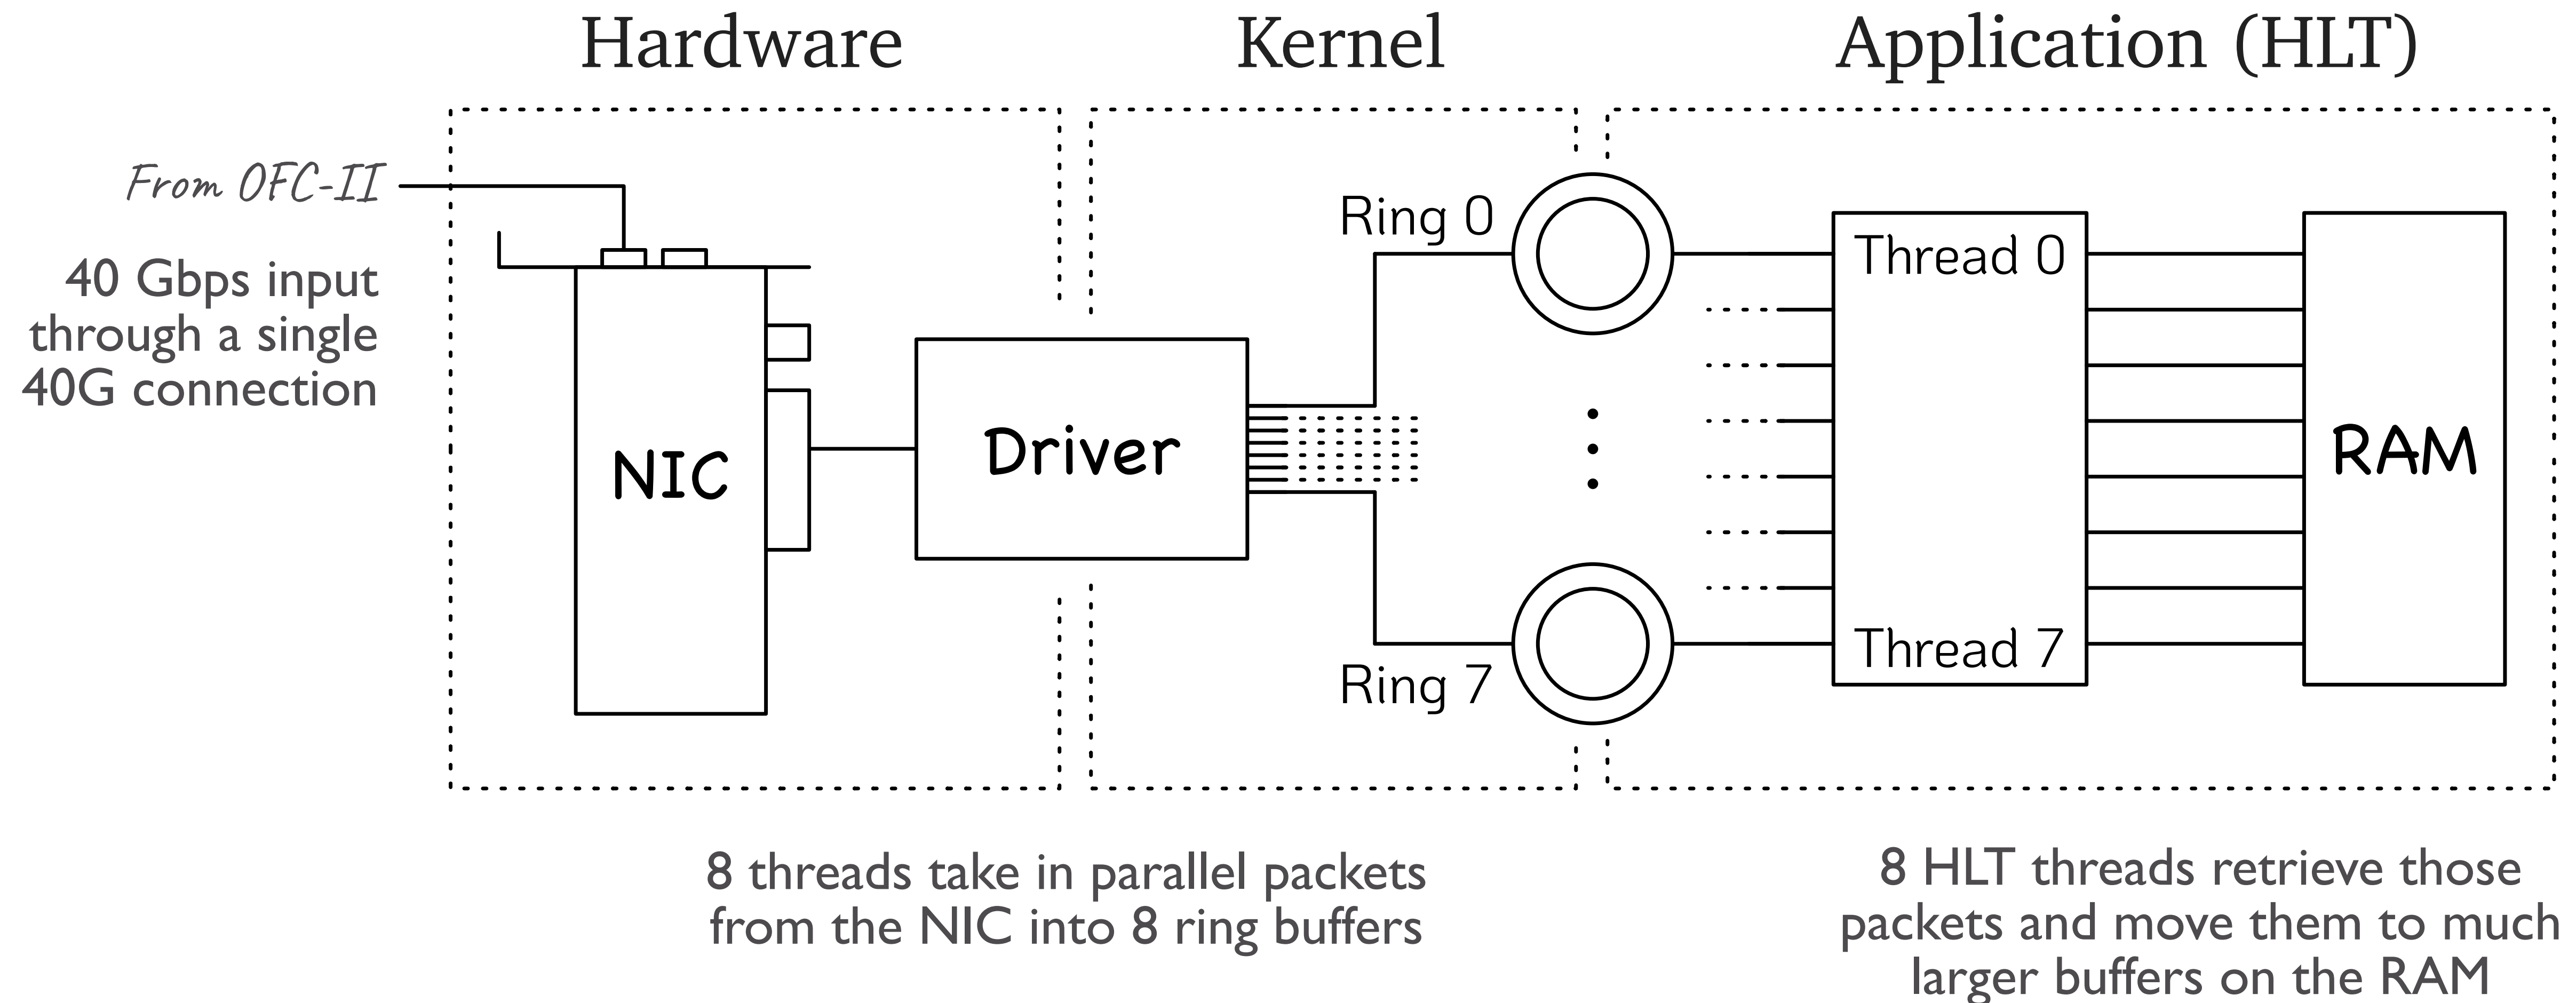 Hardware
Kernel
Application (HLT)
From OFC-II
40 Gbps input
through a single
40G connection
NIC
Driver
Ring 0
Ring 7
Thread 0
Thread 7
RAM
8 threads take in parallel packets
from the NIC into 8 ring buffers
8 HLT threads retrieve those
packets and move them to much
larger buffers on the RAM